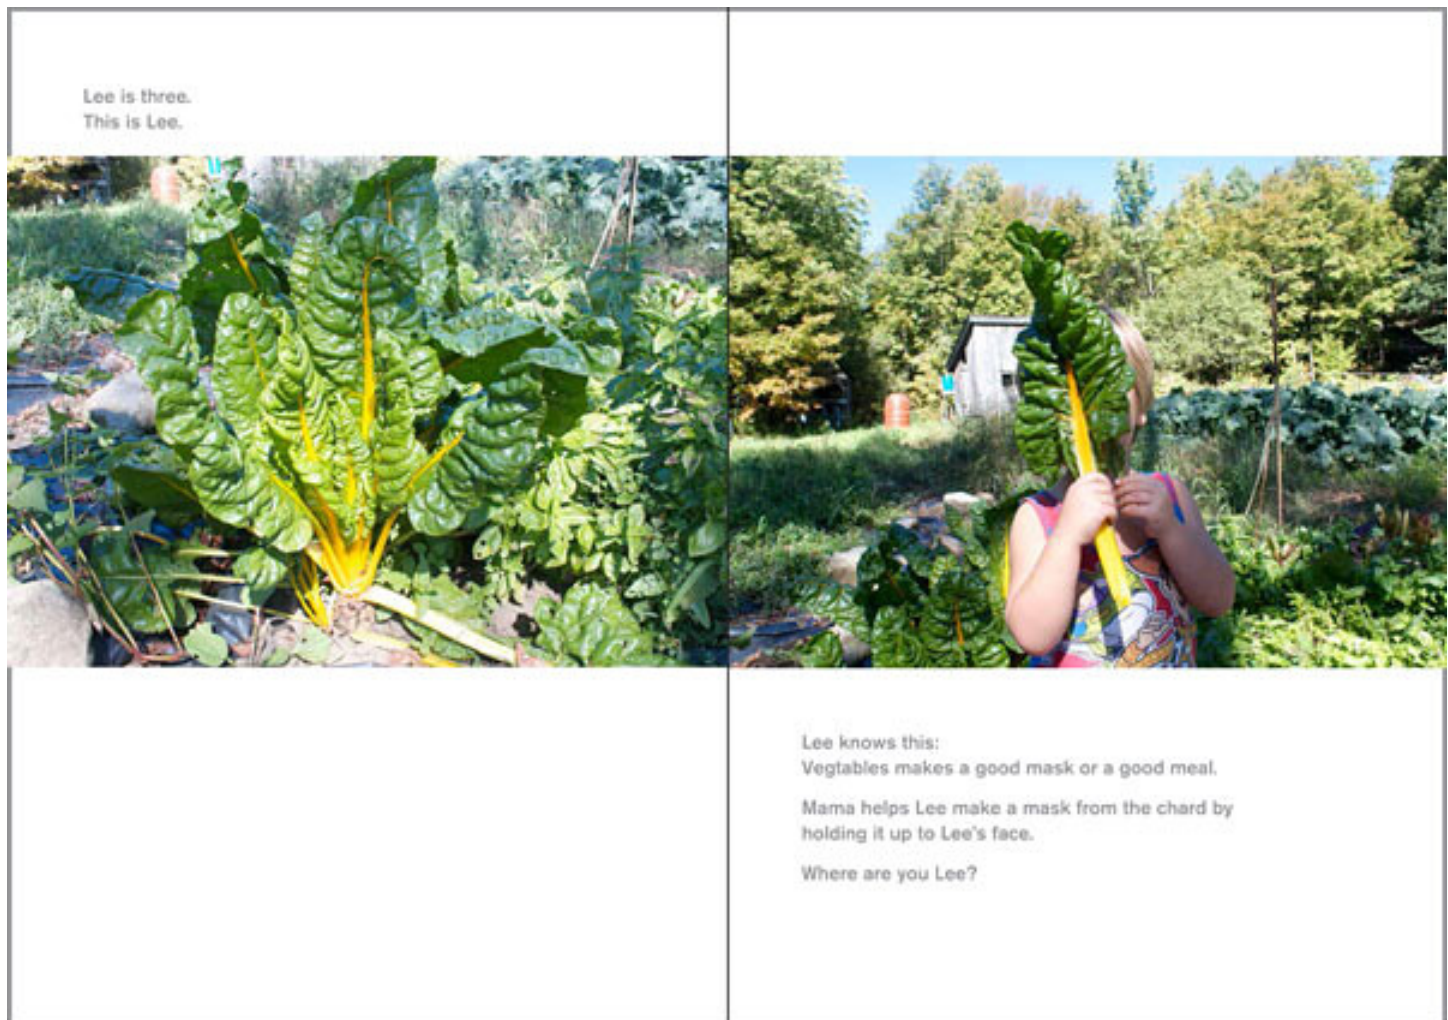 Lee is three.
This is Lee.
Lee knows this:
Vegtables makes a good mask or a good meal.
Mama helps Lee make a mask from the chard by
holding it up to Lee's face.
Where are you Lee?